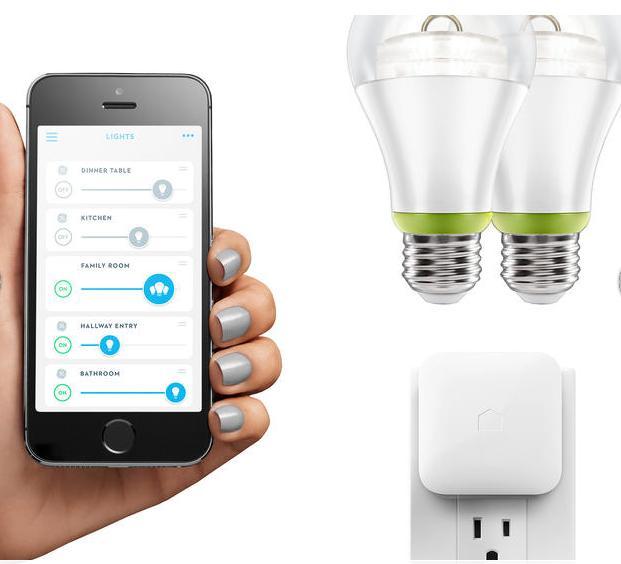 LIGHTS
DINNER TABLE
OFF
KITCHEN
OFF
FAMILY ROOM
ON
HALLWAY ENTRY
ON
BATHROOM
ON